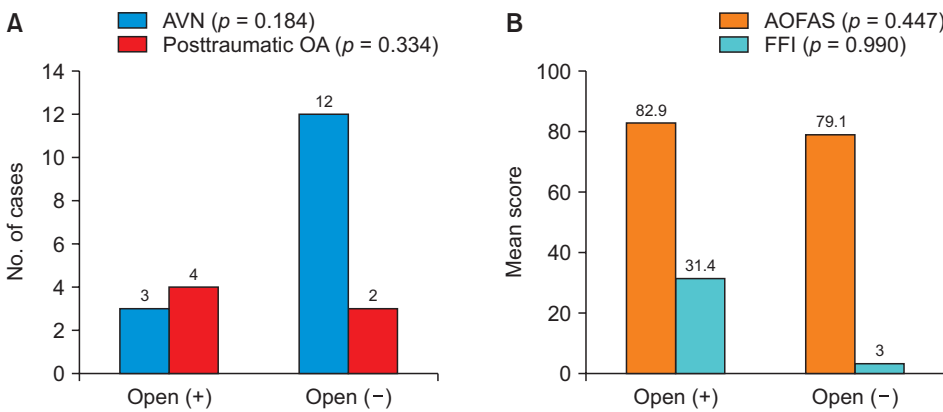 A
AVN (p = 0.184)
Posttraumatic OA (p = 0.334)
No. of cases
14
12
10
8
6
4
2
0
3
4
12
2
Open (+)
Open (−)
B
AOFAS (p = 0.447)
FFI (p = 0.990)
Mean score
100
80
60
40
20
0
82.9
31.4
79.1
3
Open (+)
Open (−)